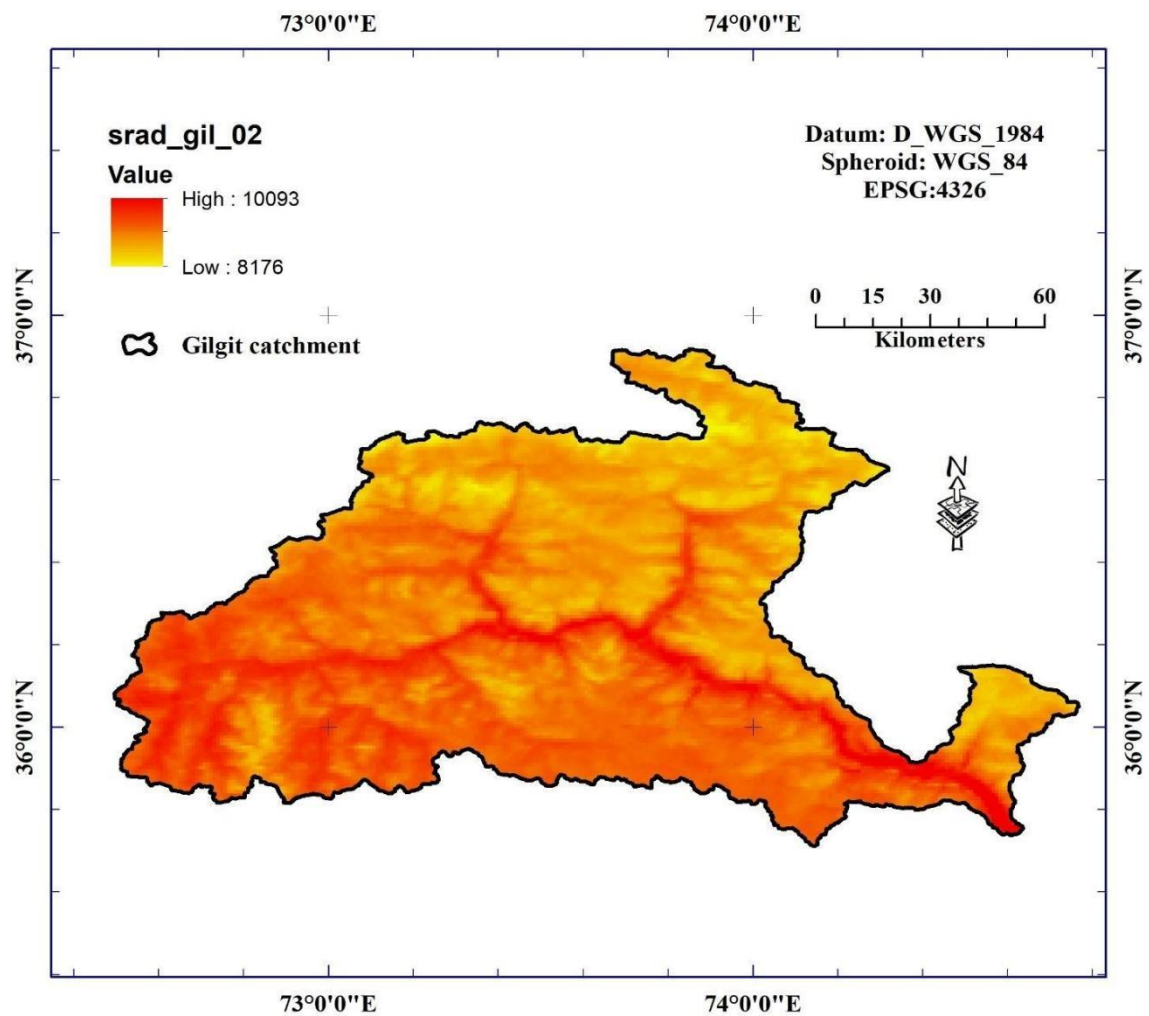 73°0'0"E
74°0'0"E
srad_gil_02
Value
High : 10093
Low : 8176
Gilgit catchment
Datum: D_WGS_1984
Spheroid: WGS_84
EPSG:4326
0 15 30 60
Kilometers
37°0'0"N
37°0'0"N
N
36°0'0"N
36°0'0"N
73°0'0"E
74°0'0"E